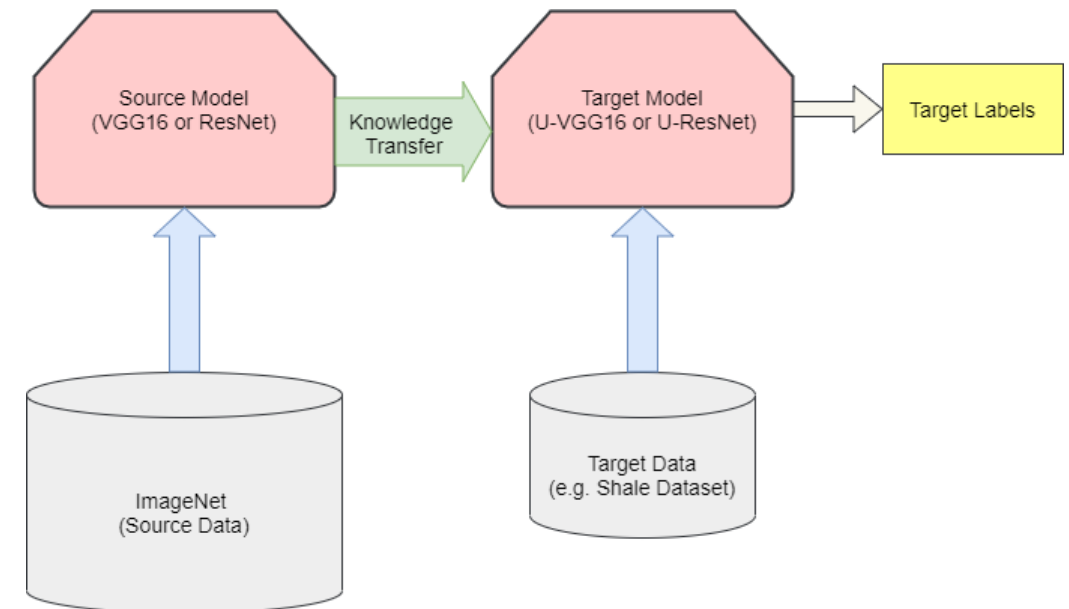 Source Model
(VGG16 or ResNet)
Knowledge
Transfer
Target Model
(U-VGG16 or U-ResNet)
Target Labels
ImageNet
(Source Data)
Target Data
(e.g. Shale Dataset)